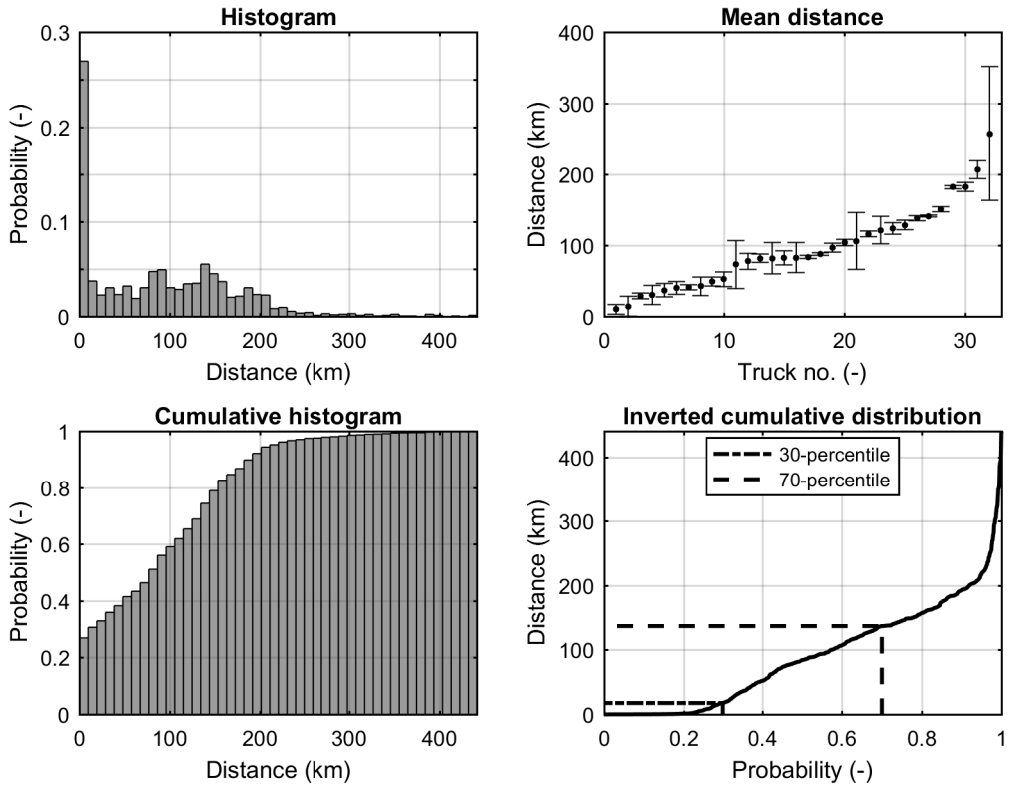 Histogram
0.3
0.2
0.1
0
Probability (-)
0 100 200 300 400
Distance (km)
Mean distance
400
300
200
100
0
Distance (km)
0 10 20 30
Truck no. (-)
Cumulative histogram
1
0.8
0.6
0.4
0.2
0
Probability (-)
0 100 200 300 400
Distance (km)
Inverted cumulative distribution
30-percentile
70-percentile
400
300
200
100
0
Distance (km)
0 0.2 0.4 0.6 0.8 1
Probability (-)